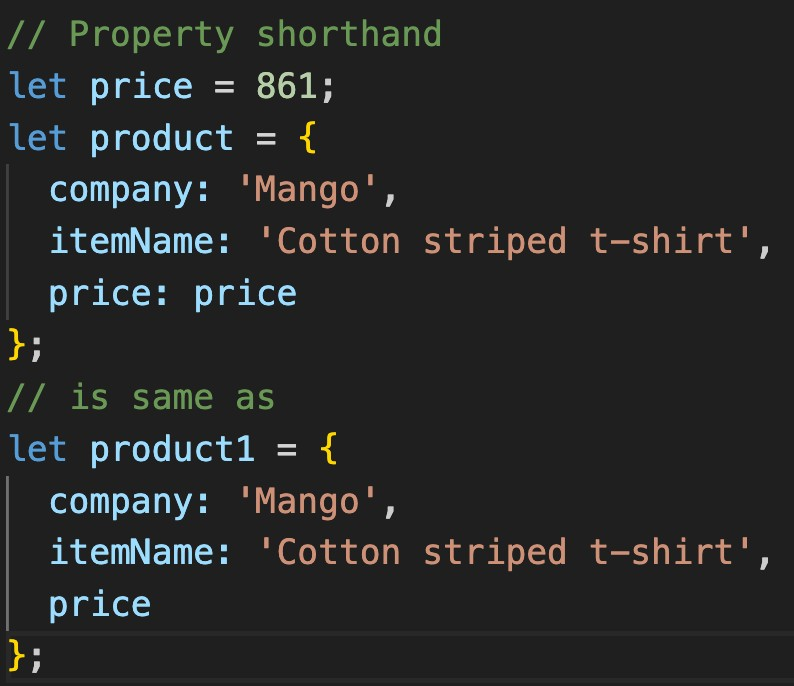 // Property shorthand
let price = 861;
let product = {
  company: 'Mango',
  itemName: 'Cotton striped t-shirt',
  price: price
};
// is same as
let product1 = {
  company: 'Mango',
  itemName: 'Cotton striped t-shirt',
  price
};